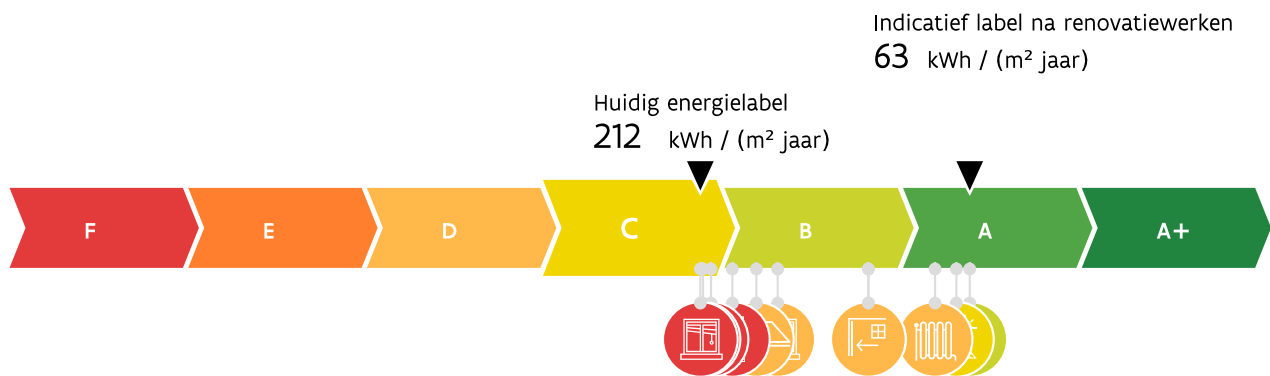 Indicatief label na renovatiewerken
63 kWh / (m² jaar)
Huidig energielabel
212 kWh / (m² jaar)
F E D C B A A+